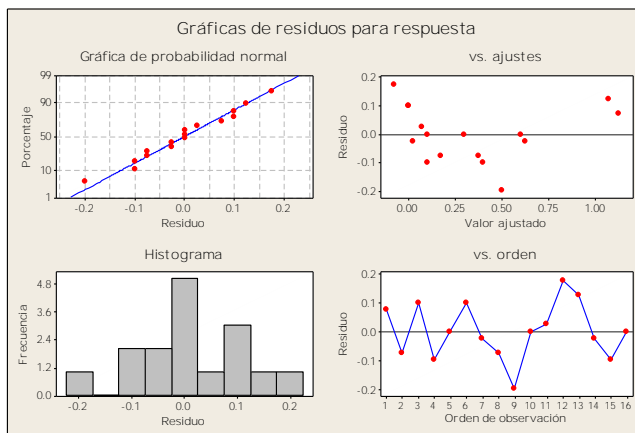 Gráficas de residuos para respuesta
Gráfica de probabilidad normal
99
90
50
10
1
Porcentaje
-0.2 -0.1 0.0 0.1 0.2
Residuo
vs. ajustes
0.2
0.1
0.0
-0.1
-0.2
Residuo
0.00 0.25 0.50 0.75 1.00
Valor ajustado
Histograma
4.8
3.6
2.4
1.2
0.0
Frecuencia
-0.2 -0.1 0.0 0.1 0.2
Residuo
vs. orden
0.2
0.1
0.0
-0.1
-0.2
Residuo
1 2 3 4 5 6 7 8 9 10 11 12 13 14 15 16
Orden de observación